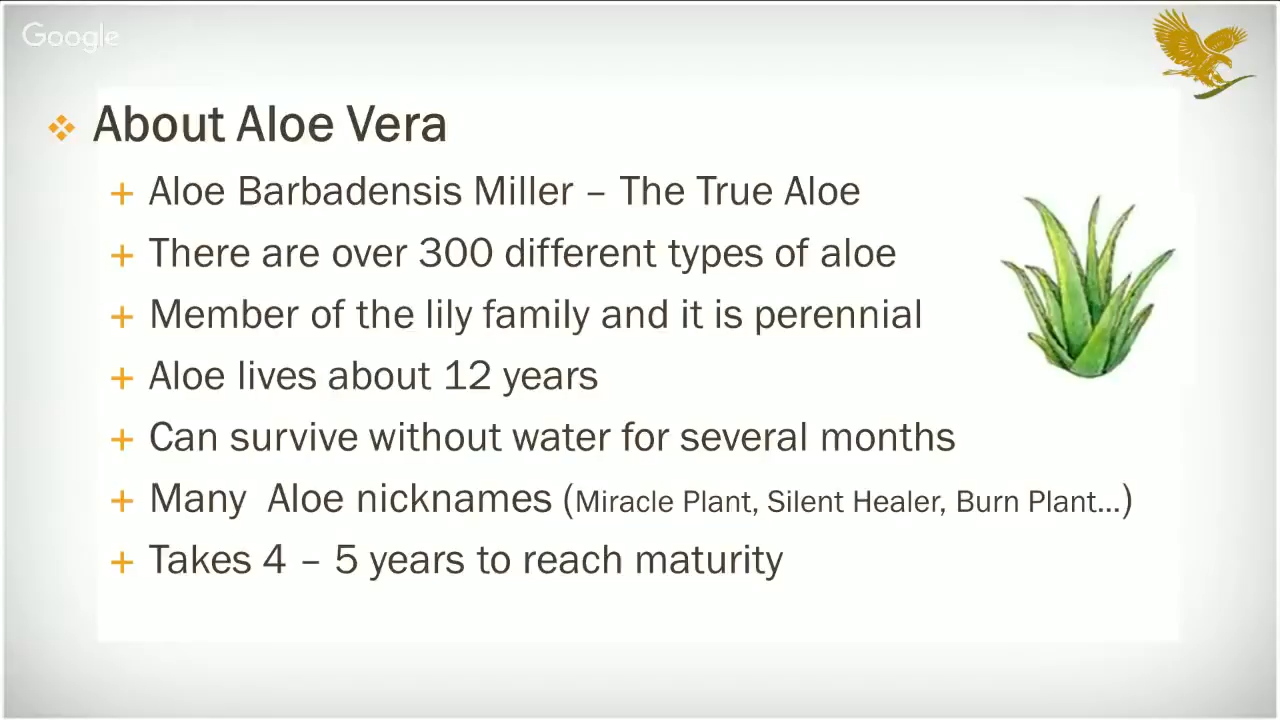 Google
About Aloe Vera
+ Aloe Barbadensis Miller – The True Aloe
+ There are over 300 different types of aloe
+ Member of the lily family and it is perennial
+ Aloe lives about 12 years
+ Can survive without water for several months
+ Many  Aloe nicknames (Miracle Plant, Silent Healer, Burn Plant...)
+ Takes 4 – 5 years to reach maturity